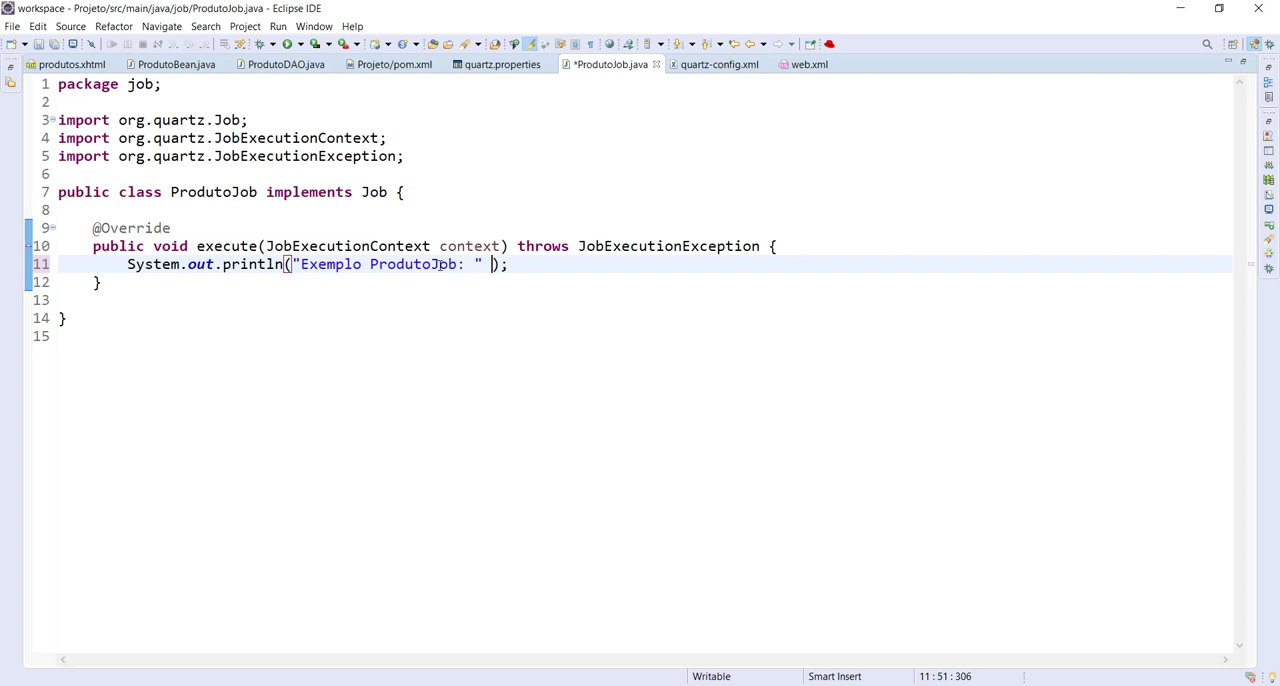 workspace - Projeto/src/main/java/job/ProdutoJob.java - Eclipse IDE
File Edit Source Refactor Navigate Search Project Run Window Help
produtos.xhtml ProdutoBean.java ProdutoDAO.java Projeto/pom.xml quartz.properties *ProdutoJob.java quartz-config.xml web.xml
1 package job;
2
3 import org.quartz.Job;
4 import org.quartz.JobExecutionContext;
5 import org.quartz.JobExecutionException;
6
7 public class ProdutoJob implements Job {
8
9 @Override
10 public void execute(JobExecutionContext context) throws JobExecutionException {
11 System.out.println("Exemplo ProdutoJob: " );
12 }
13
14 }
15
Writable Smart Insert 11 : 51 : 306